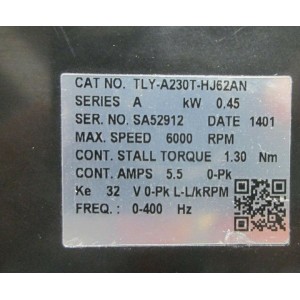 CAT NO. TLY-A230T-HJ62AN
SERIES A kW 0.45
SER. NO. SA52912 DATE 1401
MAX. SPEED 6000 RPM
CONT. STALL TORQUE 1.30 Nm
CONT. AMPS 5.5 0-Pk
Ke 32 V 0-Pk L-L/kRPM
FREQ. : 0-400 Hz